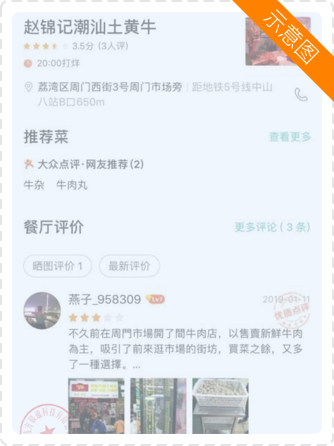 示意图
赵锦记潮汕土黄牛
3.5分 (3人评)
20:00打烊
荔湾区周门西街3号周门市场旁 | 距地铁5号线中山
八站B口650m
推荐菜
查看更多
大众点评·网友推荐(2)
牛杂 牛肉丸
餐厅评价
更多评论 ( 3 条)
晒图评价 1 最新评价
燕子_958309 Lv3
2019-01-11
优质点评
不久前在周門市場開了間牛肉店，以售賣新鮮牛肉
為主，吸引了前來逛市場的街坊，買菜之餘，又多
了一種選擇。...